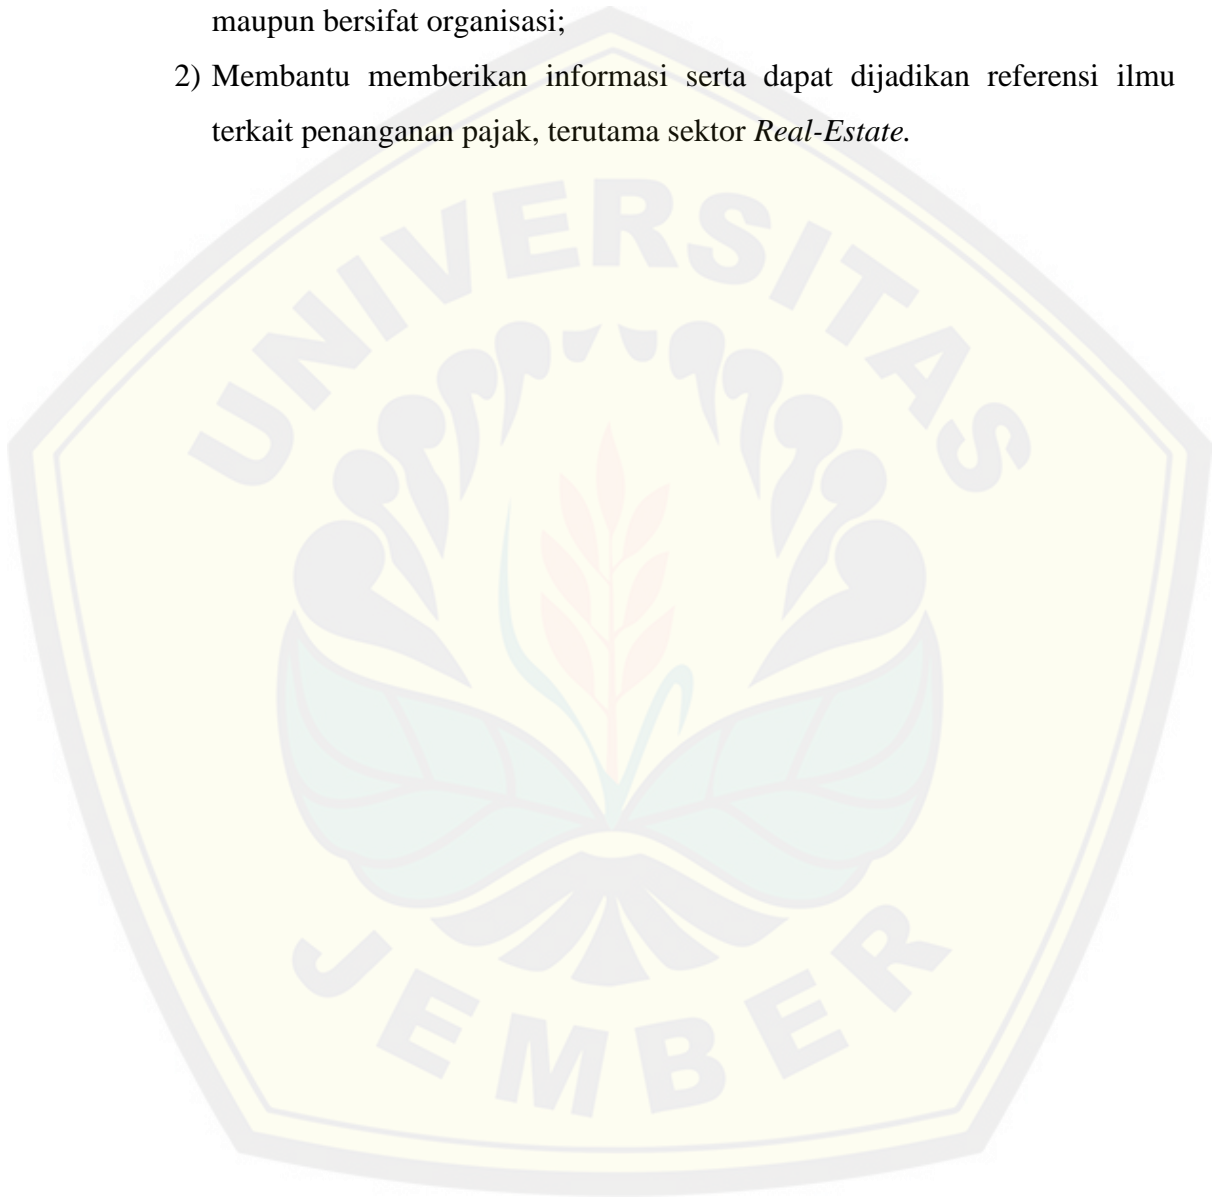 maupun bersifat organisasi;
2) Membantu memberikan informasi serta dapat dijadikan referensi ilmu
terkait penanganan pajak, terutama sektor Real-Estate.
UNIVERSITAS
JEMBER